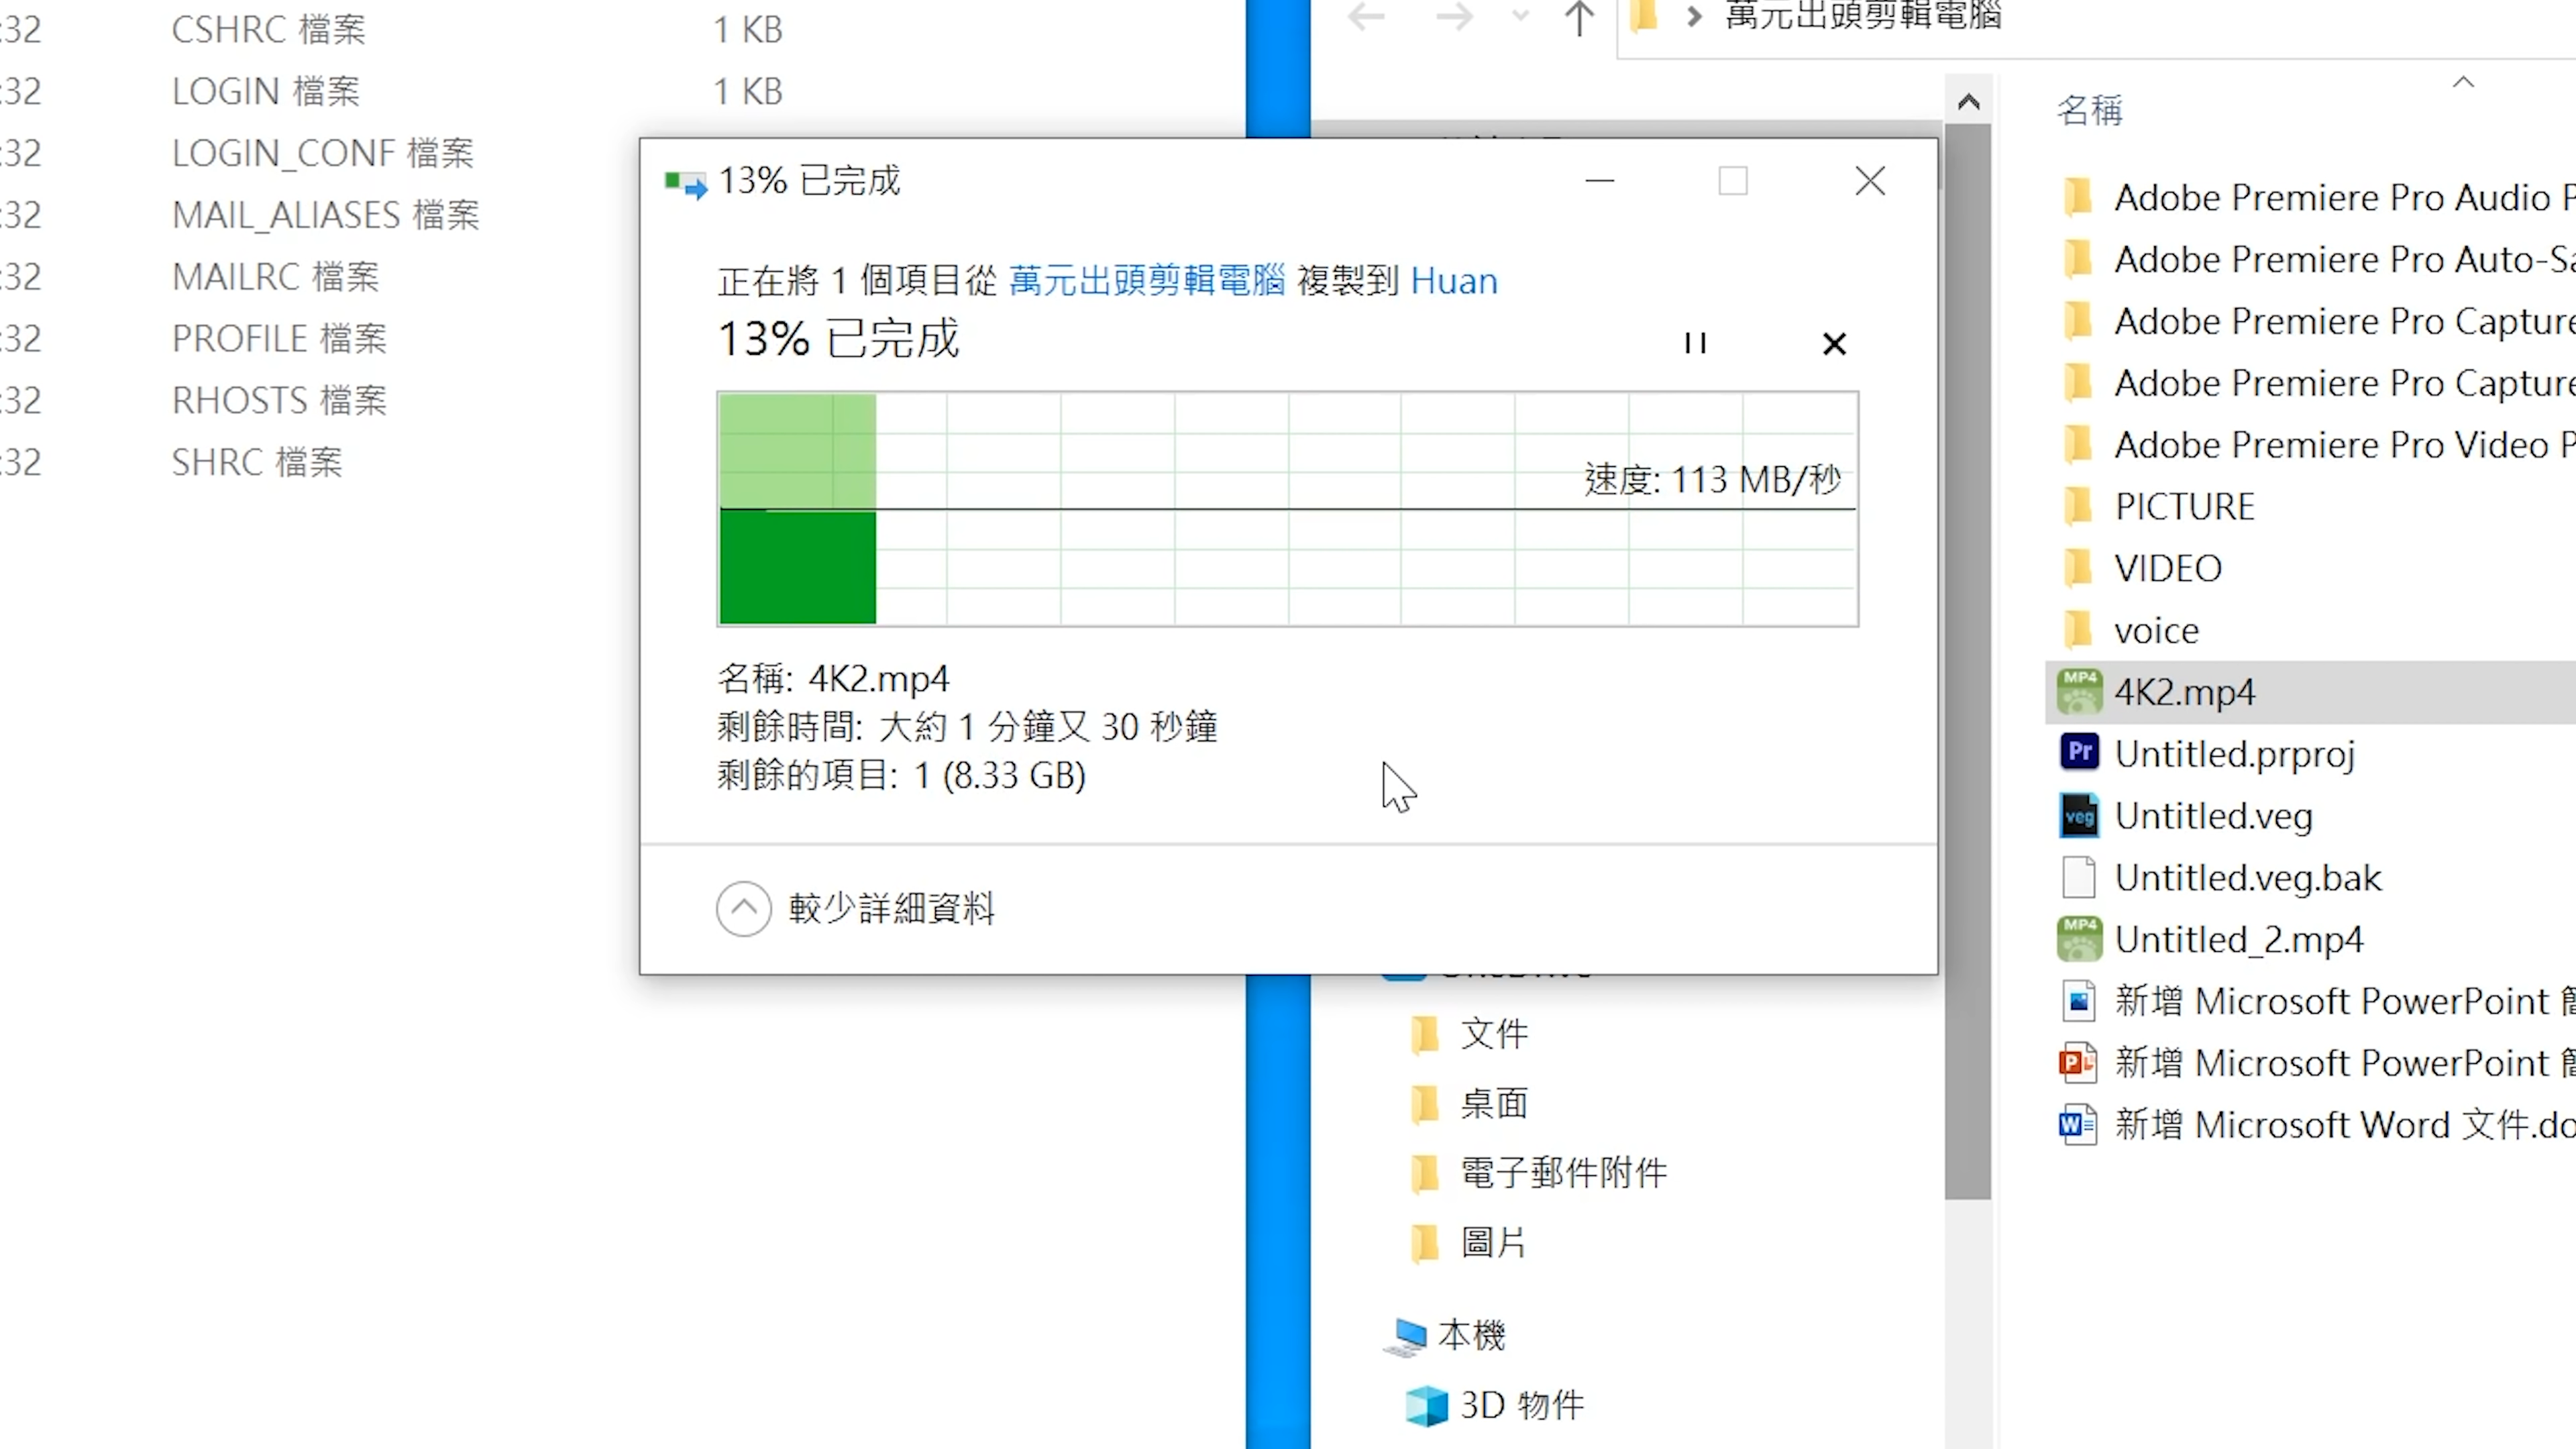 :32 CSHRC 檔案 1 KB
:32 LOGIN 檔案 1 KB
:32 LOGIN_CONF 檔案
:32 MAIL_ALIASES 檔案
:32 MAILRC 檔案
:32 PROFILE 檔案
:32 RHOSTS 檔案
:32 SHRC 檔案
萬元出頭剪輯電腦
13% 已完成
正在將 1 個項目從 萬元出頭剪輯電腦 複製到 Huan
13% 已完成
速度: 113 MB/秒
名稱: 4K2.mp4
剩餘時間: 大約 1 分鐘又 30 秒鐘
剩餘的項目: 1 (8.33 GB)
較少詳細資料
文件
桌面
電子郵件附件
圖片
本機
3D 物件
名稱
Adobe Premiere Pro Audio P
Adobe Premiere Pro Auto-Sa
Adobe Premiere Pro Capture
Adobe Premiere Pro Capture
Adobe Premiere Pro Video P
PICTURE
VIDEO
voice
MP4 4K2.mp4
Pr Untitled.prproj
veg Untitled.veg
Untitled.veg.bak
MP4 Untitled_2.mp4
新增 Microsoft PowerPoint 簡
新增 Microsoft PowerPoint 簡
新增 Microsoft Word 文件.do